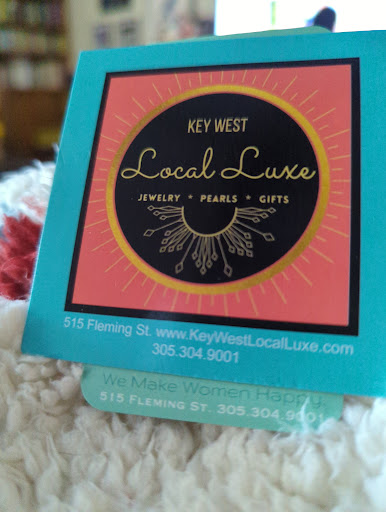 KEY WEST
Local Luxe
JEWELRY * PEARLS * GIFTS
515 Fleming St. www.KeyWestLocalLuxe.com
305.304.9001
We Make Women Happy.
515 FLEMING ST. 305.304.9001